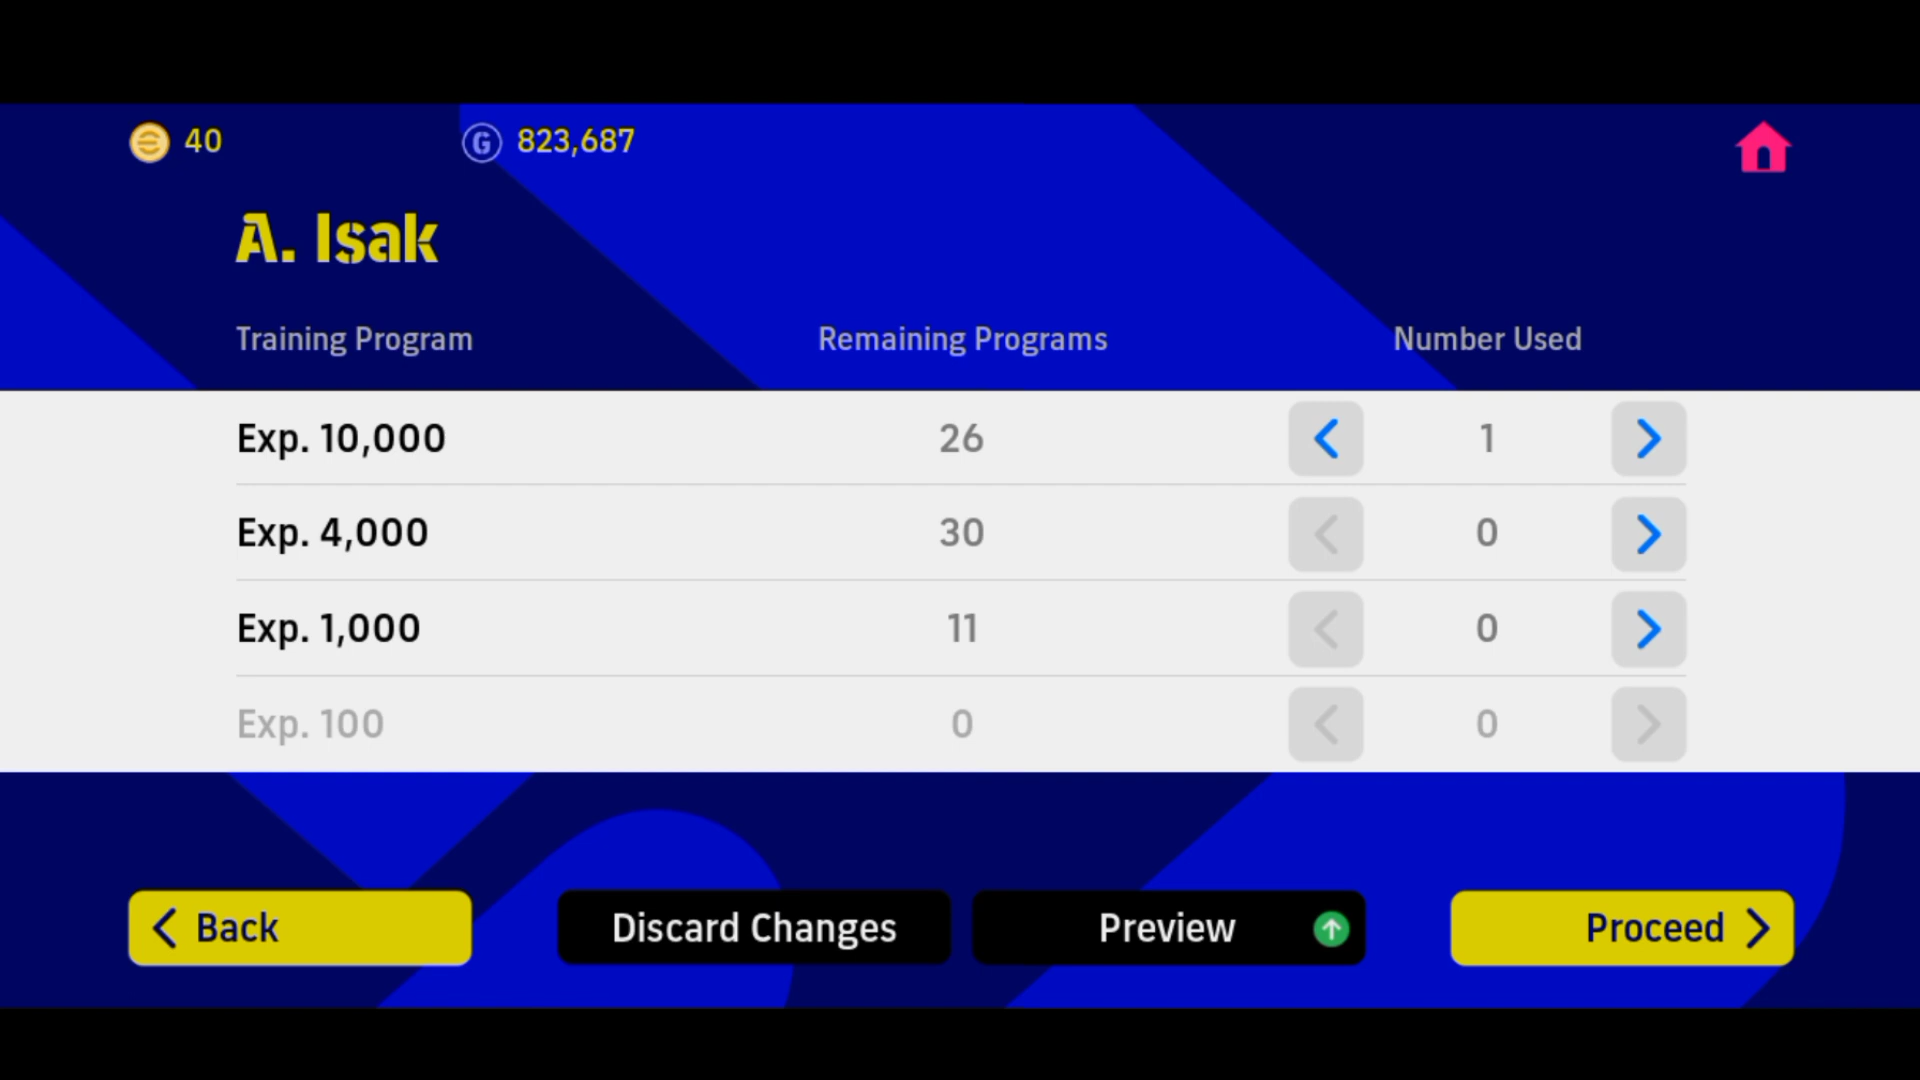 40
G 823,687
A. Isak
Training Program Remaining Programs Number Used
Exp. 10,000 26 1
Exp. 4,000 30 0
Exp. 1,000 11 0
Exp. 100 0 0
Back Discard Changes Preview Proceed